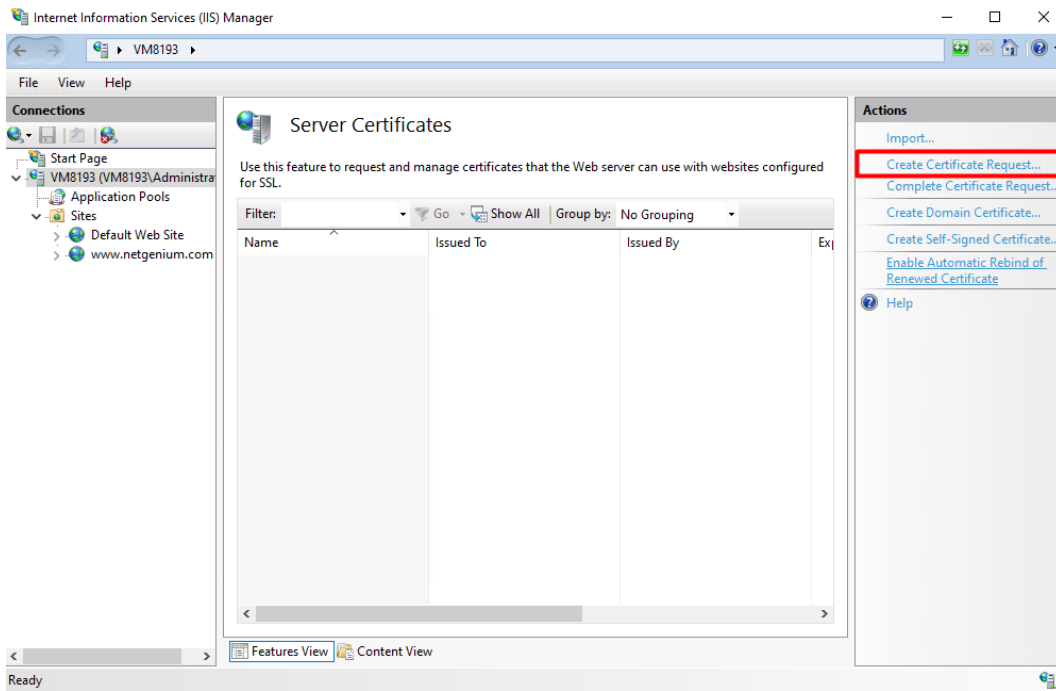 Internet Information Services (IIS) Manager
VM8193
File View Help
Connections
Start Page
VM8193 (VM8193\Administra
Application Pools
Sites
Default Web Site
www.netgenium.com
Server Certificates
Use this feature to request and manage certificates that the Web server can use with websites configured
for SSL.
Filter: Go Show All Group by: No Grouping
Name Issued To Issued By Exp
Features View Content View
Actions
Import...
Create Certificate Request...
Complete Certificate Request..
Create Domain Certificate...
Create Self-Signed Certificate..
Enable Automatic Rebind of
Renewed Certificate
Help
Ready